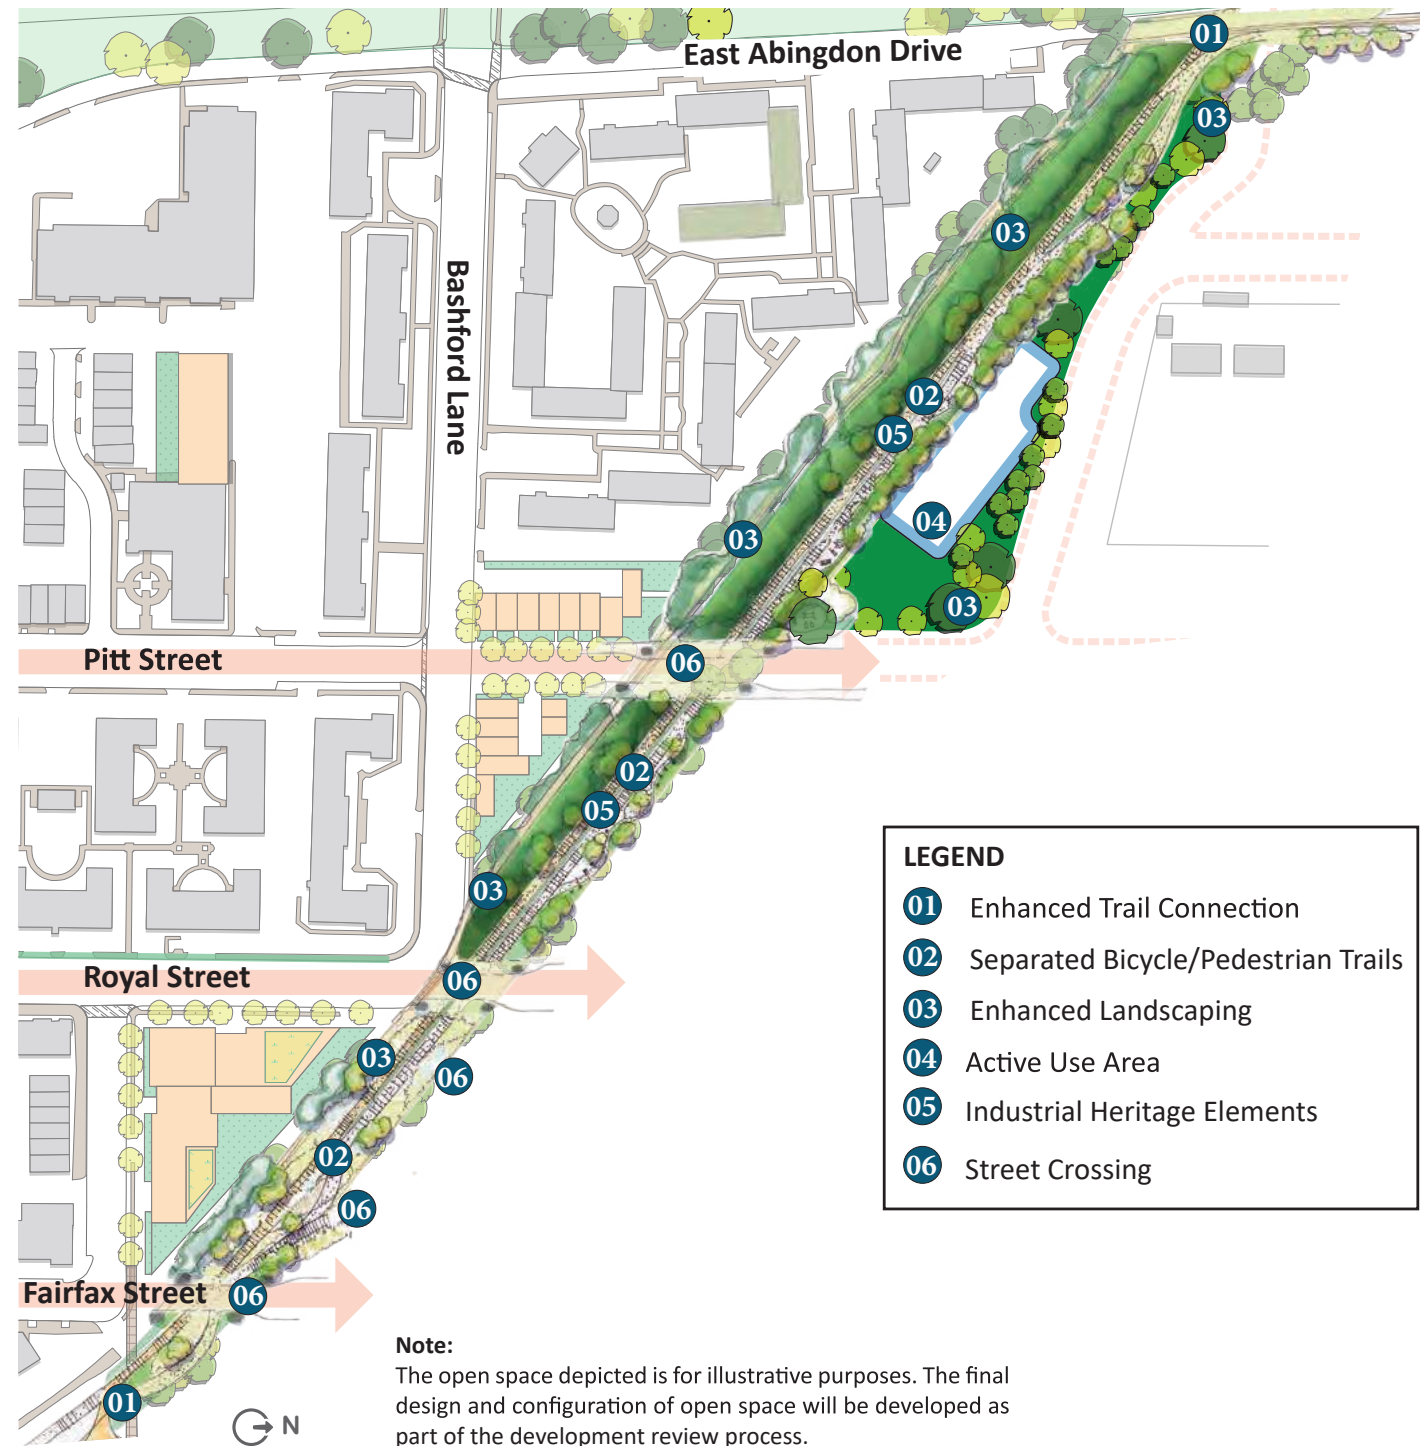 01
East Abingdon Drive
03
03
Bashford Lane
02
05
04
03
03
Pitt Street
06
02
05
03
Royal Street
06
03
06
02
06
Fairfax Street
06
01
N
LEGEND
01 Enhanced Trail Connection
02 Separated Bicycle/Pedestrian Trails
03 Enhanced Landscaping
04 Active Use Area
05 Industrial Heritage Elements
06 Street Crossing
Note:
The open space depicted is for illustrative purposes. The final
design and configuration of open space will be developed as
part of the development review process.